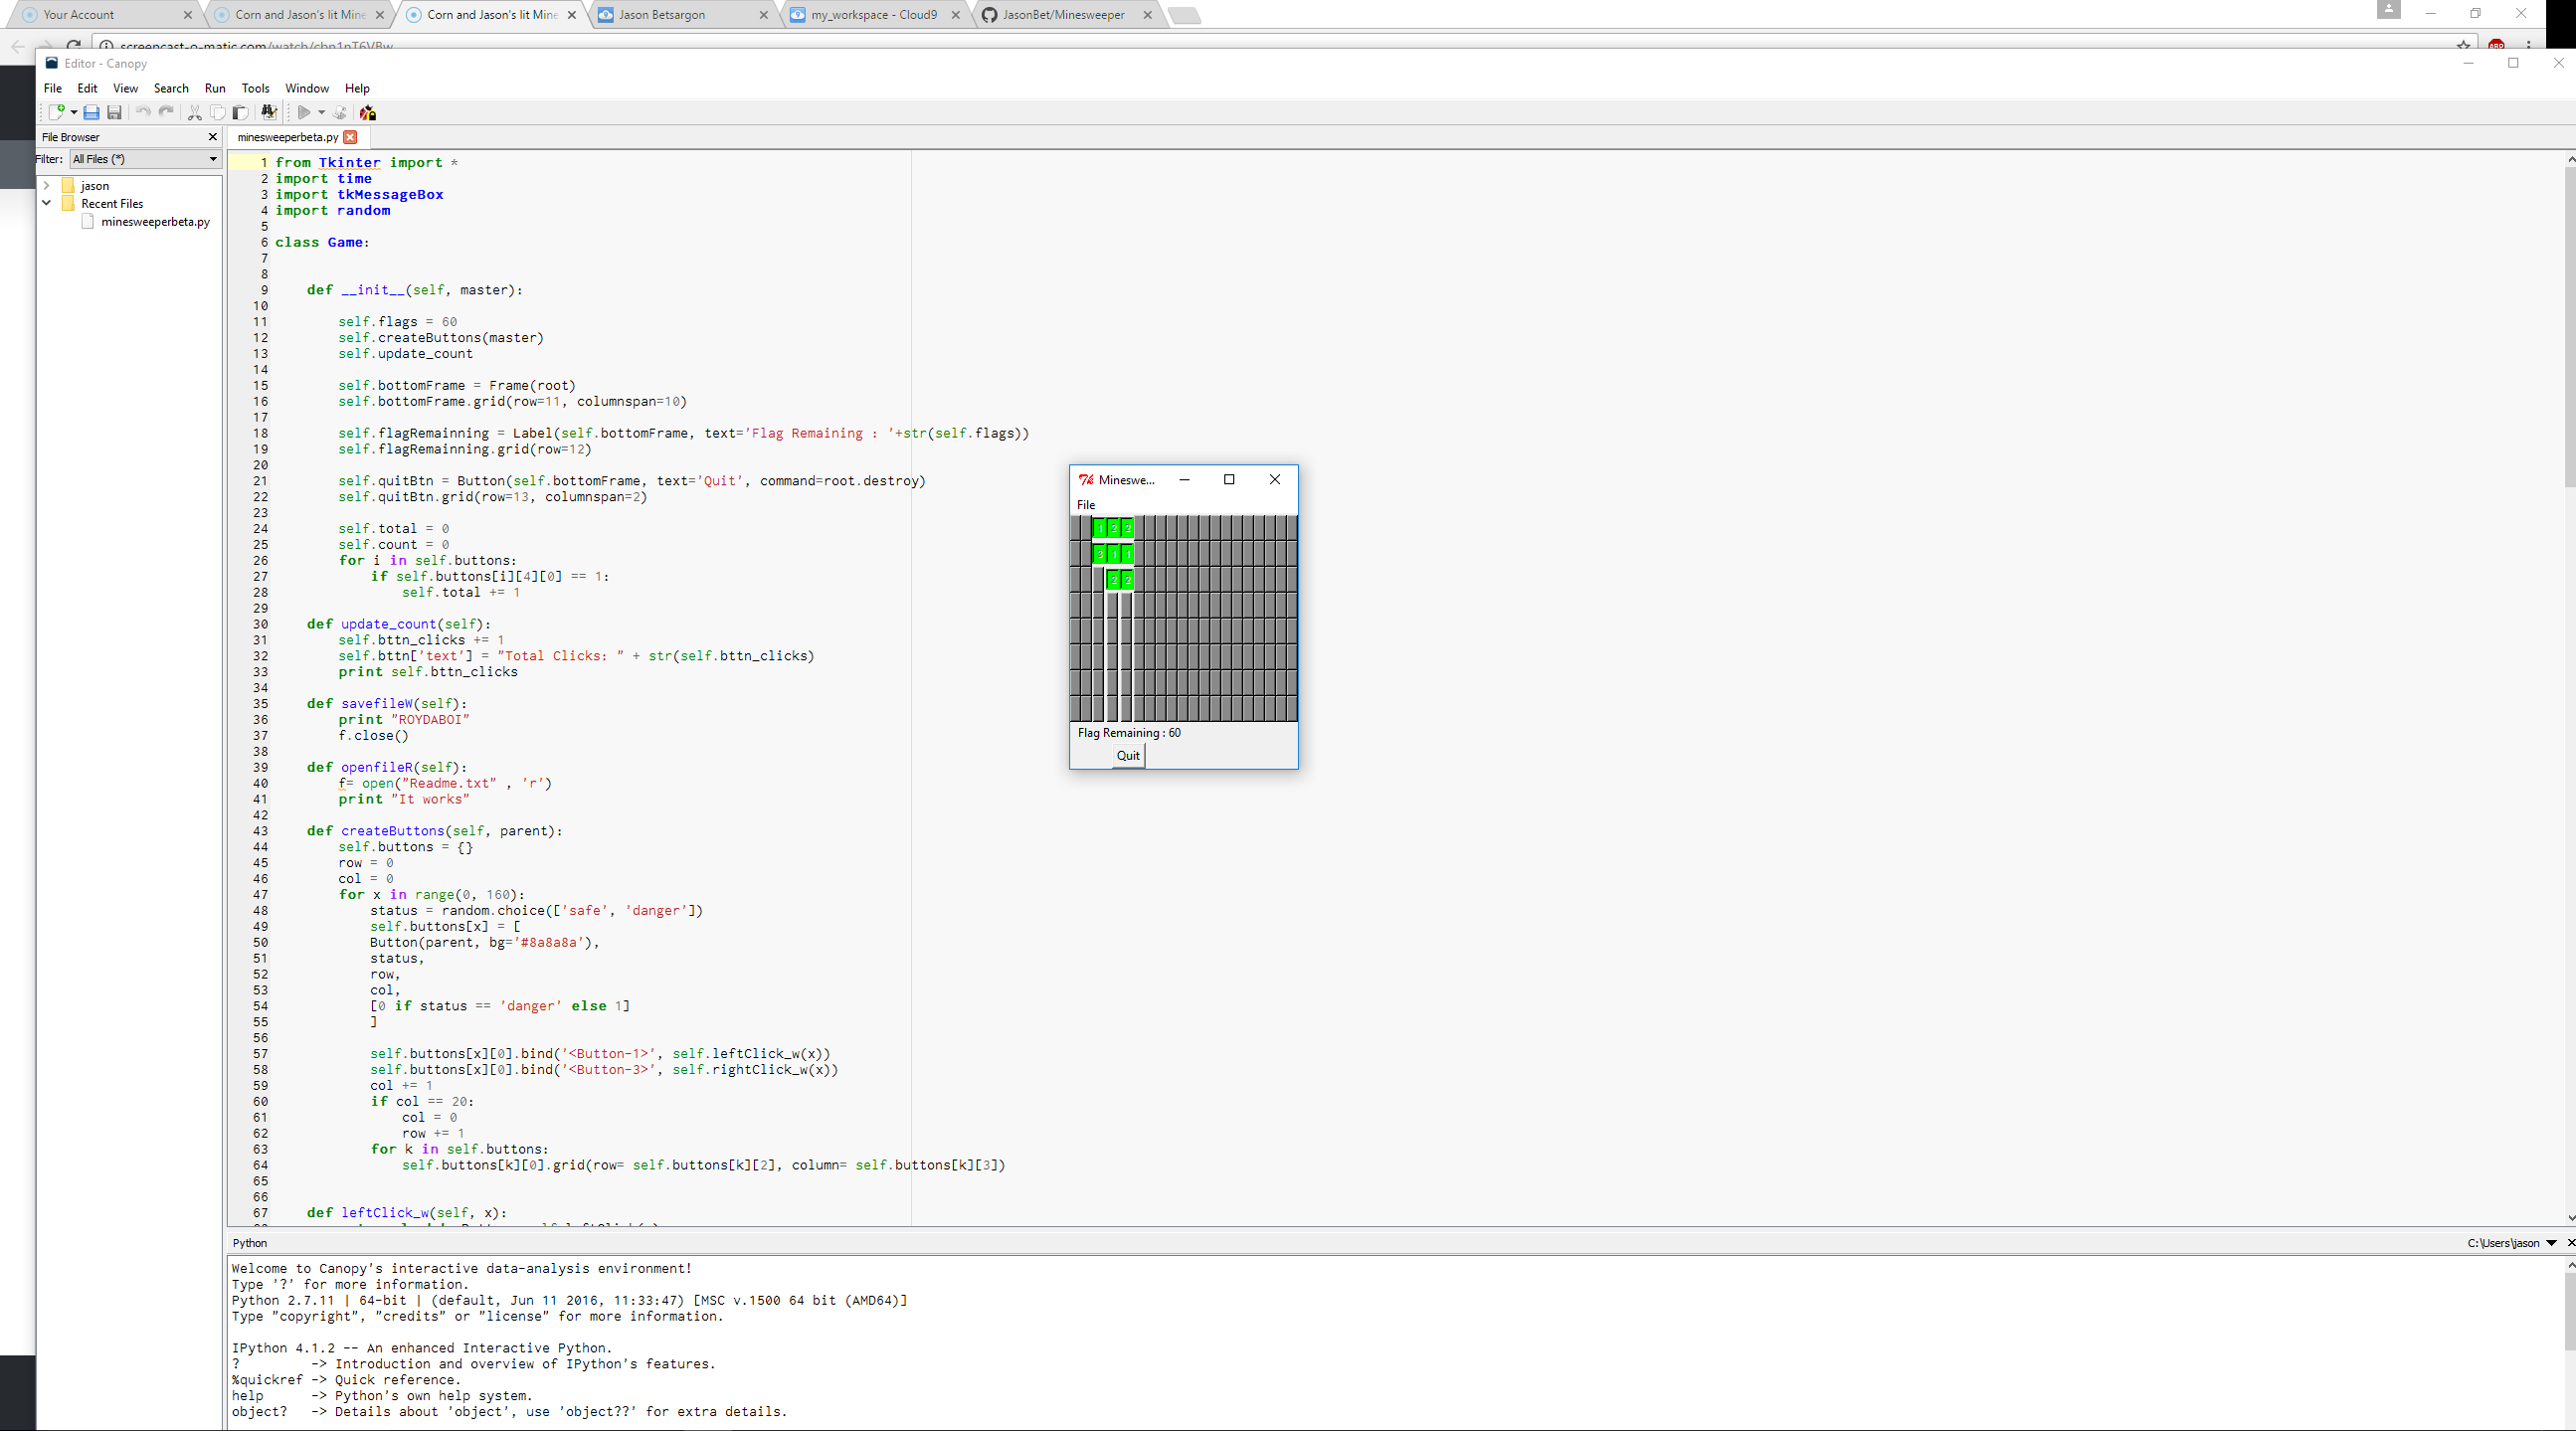 Your Account
Corn and Jason's lit Mine
Corn and Jason's lit Mine
Jason Betsargon
my_workspace - Cloud9
JasonBet/Minesweeper
screencast-o-matic.com/watch/cbn1nT6VBw
ABP
Editor - Canopy
File Edit View Search Run Tools Window Help
File Browser
minesweeperbeta.py
Filter: All Files (*)
jason
Recent Files
minesweeperbeta.py
1 from Tkinter import *
2 import time
3 import tkMessageBox
4 import random
5
6 class Game:
7
8
9 def __init__(self, master):
10
11 self.flags = 60
12 self.createButtons(master)
13 self.update_count
14
15 self.bottomFrame = Frame(root)
16 self.bottomFrame.grid(row=11, columnspan=10)
17
18 self.flagRemainning = Label(self.bottomFrame, text='Flag Remaining : '+str(self.flags))
19 self.flagRemainning.grid(row=12)
20
21 self.quitBtn = Button(self.bottomFrame, text='Quit', command=root.destroy)
22 self.quitBtn.grid(row=13, columnspan=2)
23
24 self.total = 0
25 self.count = 0
26 for i in self.buttons:
27 if self.buttons[i][4][0] == 1:
28 self.total += 1
29
30 def update_count(self):
31 self.bttn_clicks += 1
32 self.bttn['text'] = "Total Clicks: " + str(self.bttn_clicks)
33 print self.bttn_clicks
34
35 def savefileW(self):
36 print "ROYDABOI"
37 f.close()
38
39 def openfileR(self):
40 f= open("Readme.txt" , 'r')
41 print "It works"
42
43 def createButtons(self, parent):
44 self.buttons = {}
45 row = 0
46 col = 0
47 for x in range(0, 160):
48 status = random.choice(['safe', 'danger'])
49 self.buttons[x] = [
50 Button(parent, bg='#8a8a8a'),
51 status,
52 row,
53 col,
54 [0 if status == 'danger' else 1]
55 ]
56
57 self.buttons[x][0].bind('<Button-1>', self.leftClick_w(x))
58 self.buttons[x][0].bind('<Button-3>', self.rightClick_w(x))
59 col += 1
60 if col == 20:
61 col = 0
62 row += 1
63 for k in self.buttons:
64 self.buttons[k][0].grid(row= self.buttons[k][2], column= self.buttons[k][3])
65
66
67 def leftClick_w(self, x):
Mineswe...
File
1 2 2
3 1 1
2 2
Flag Remaining : 60
Quit
Python
C:\Users\jason
Welcome to Canopy's interactive data-analysis environment!
Type '?' for more information.
Python 2.7.11 | 64-bit | (default, Jun 11 2016, 11:33:47) [MSC v.1500 64 bit (AMD64)]
Type "copyright", "credits" or "license" for more information.
IPython 4.1.2 -- An enhanced Interactive Python.
? -> Introduction and overview of IPython's features.
%quickref -> Quick reference.
help -> Python's own help system.
object? -> Details about 'object', use 'object??' for extra details.